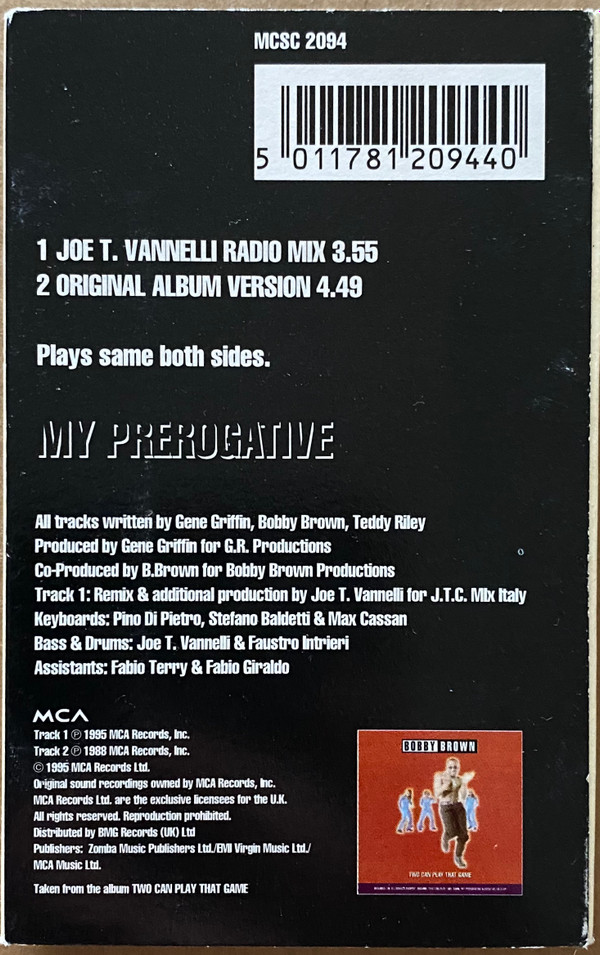 MCSC 2094
5 011781 209440
1 JOE T. VANNELLI RADIO MIX 3.55
2 ORIGINAL ALBUM VERSION 4.49
Plays same both sides.
MY PREROGATIVE
All tracks written by Gene Griffin, Bobby Brown, Teddy Riley
Produced by Gene Griffin for G.R. Productions
Co-Produced by B.Brown for Bobby Brown Productions
Track 1: Remix & additional production by Joe T. Vannelli for J.T.C. MIx Italy
Keyboards: Pino Di Pietro, Stefano Baldetti & Max Cassan
Bass & Drums: Joe T. Vannelli & Faustro Intrieri
Assistants: Fabio Terry & Fabio Giraldo
MCA
Track 1 ℗ 1995 MCA Records, Inc.
Track 2 ℗ 1988 MCA Records, Inc.
© 1995 MCA Records Ltd.
Original sound recordings owned by MCA Records, Inc.
MCA Records Ltd. are the exclusive licensees for the U.K.
All rights reserved. Reproduction prohibited.
Distributed by BMG Records (UK) Ltd
Publishers: Zomba Music Publishers Ltd./EMI Virgin Music Ltd./
MCA Music Ltd.
Taken from the album TWO CAN PLAY THAT GAME
BOBBY BROWN
TWO CAN PLAY THAT GAME